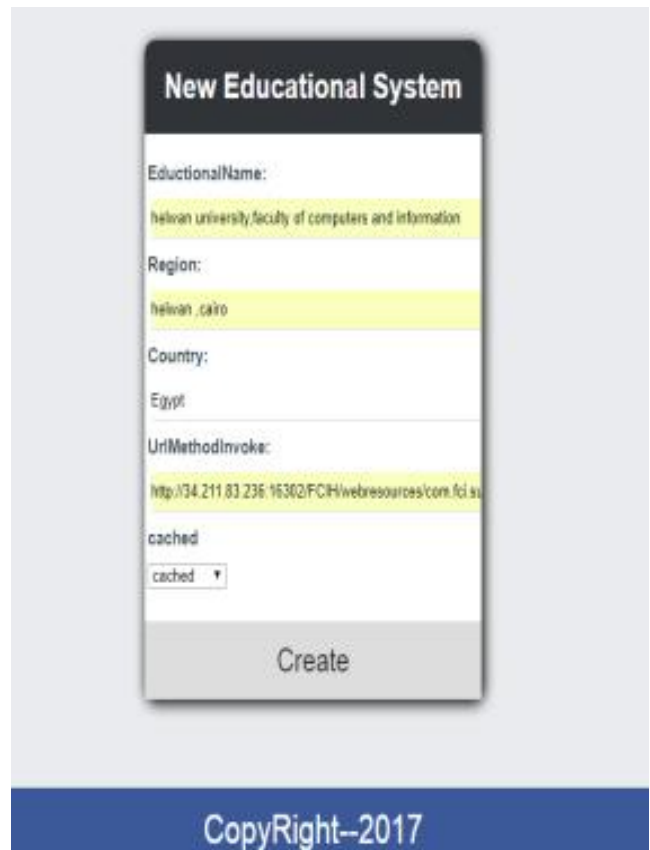 New Educational System
EductionalName:
helwan university,faculty of computers and information
Region:
helwan ,cairo
Country:
Egypt
UrlMethodInvoke:
http://34.211.83.236:16302/FCIH/webresources/com.fci.su
cached
cached
Create
CopyRight--2017